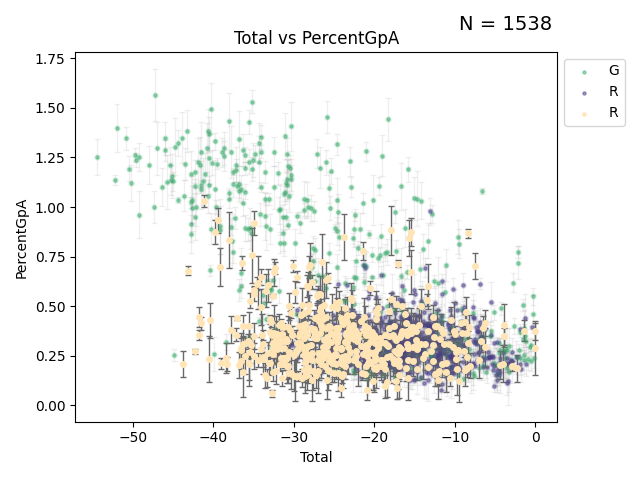 N = 1538
Total vs PercentGpA
G
R
R
1.75
1.50
1.25
1.00
0.75
0.50
0.25
0.00
PercentGpA
−50
−40
−30
−20
−10
0
Total